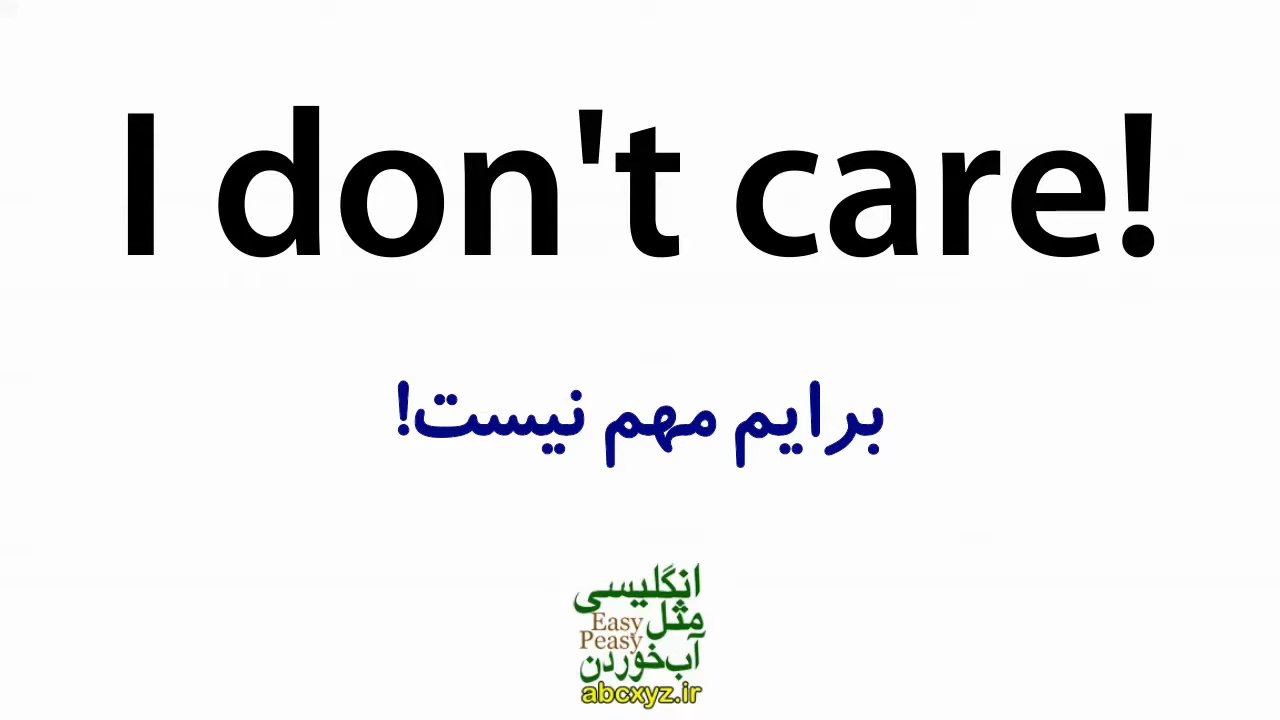 I don't care!
برایم مهم نیست!
انگلیسی
مثل Easy
Peasy
آب‌خوردن
abcxyz.ir